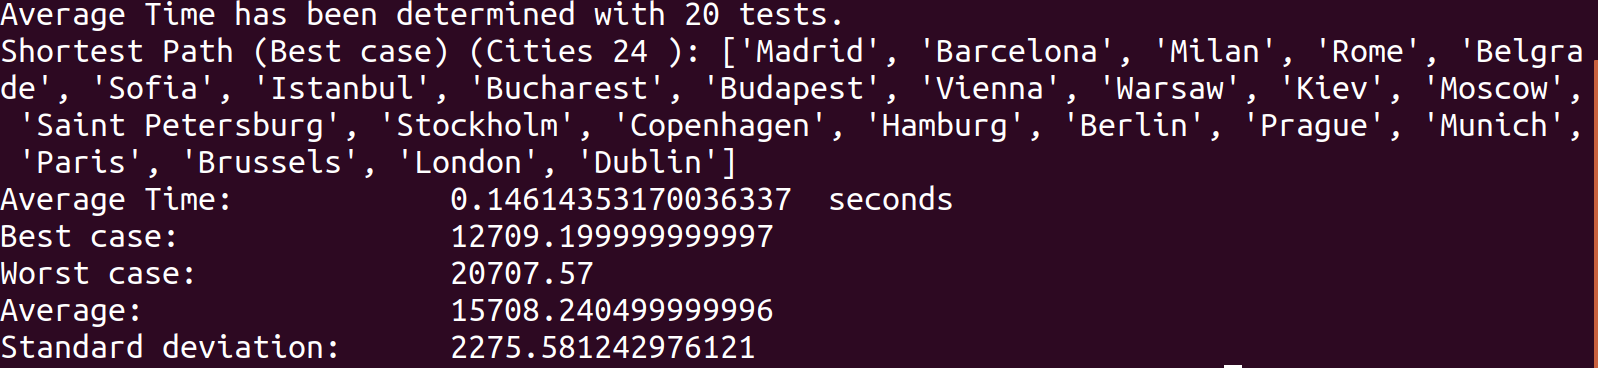 Average Time has been determined with 20 tests.
Shortest Path (Best case) (Cities 24 ): ['Madrid', 'Barcelona', 'Milan', 'Rome', 'Belgra
de', 'Sofia', 'Istanbul', 'Bucharest', 'Budapest', 'Vienna', 'Warsaw', 'Kiev', 'Moscow',
 'Saint Petersburg', 'Stockholm', 'Copenhagen', 'Hamburg', 'Berlin', 'Prague', 'Munich',
 'Paris', 'Brussels', 'London', 'Dublin']
Average Time:            0.14614353170036337  seconds
Best case:               12709.199999999997
Worst case:              20707.57
Average:                 15708.240499999996
Standard deviation:      2275.581242976121